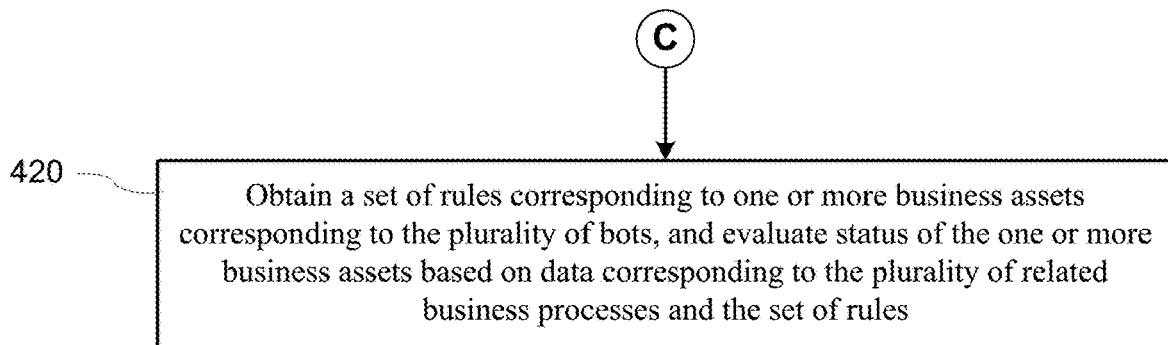 C
420
Obtain a set of rules corresponding to one or more business assets
corresponding to the plurality of bots, and evaluate status of the one or more
business assets based on data corresponding to the plurality of related
business processes and the set of rules